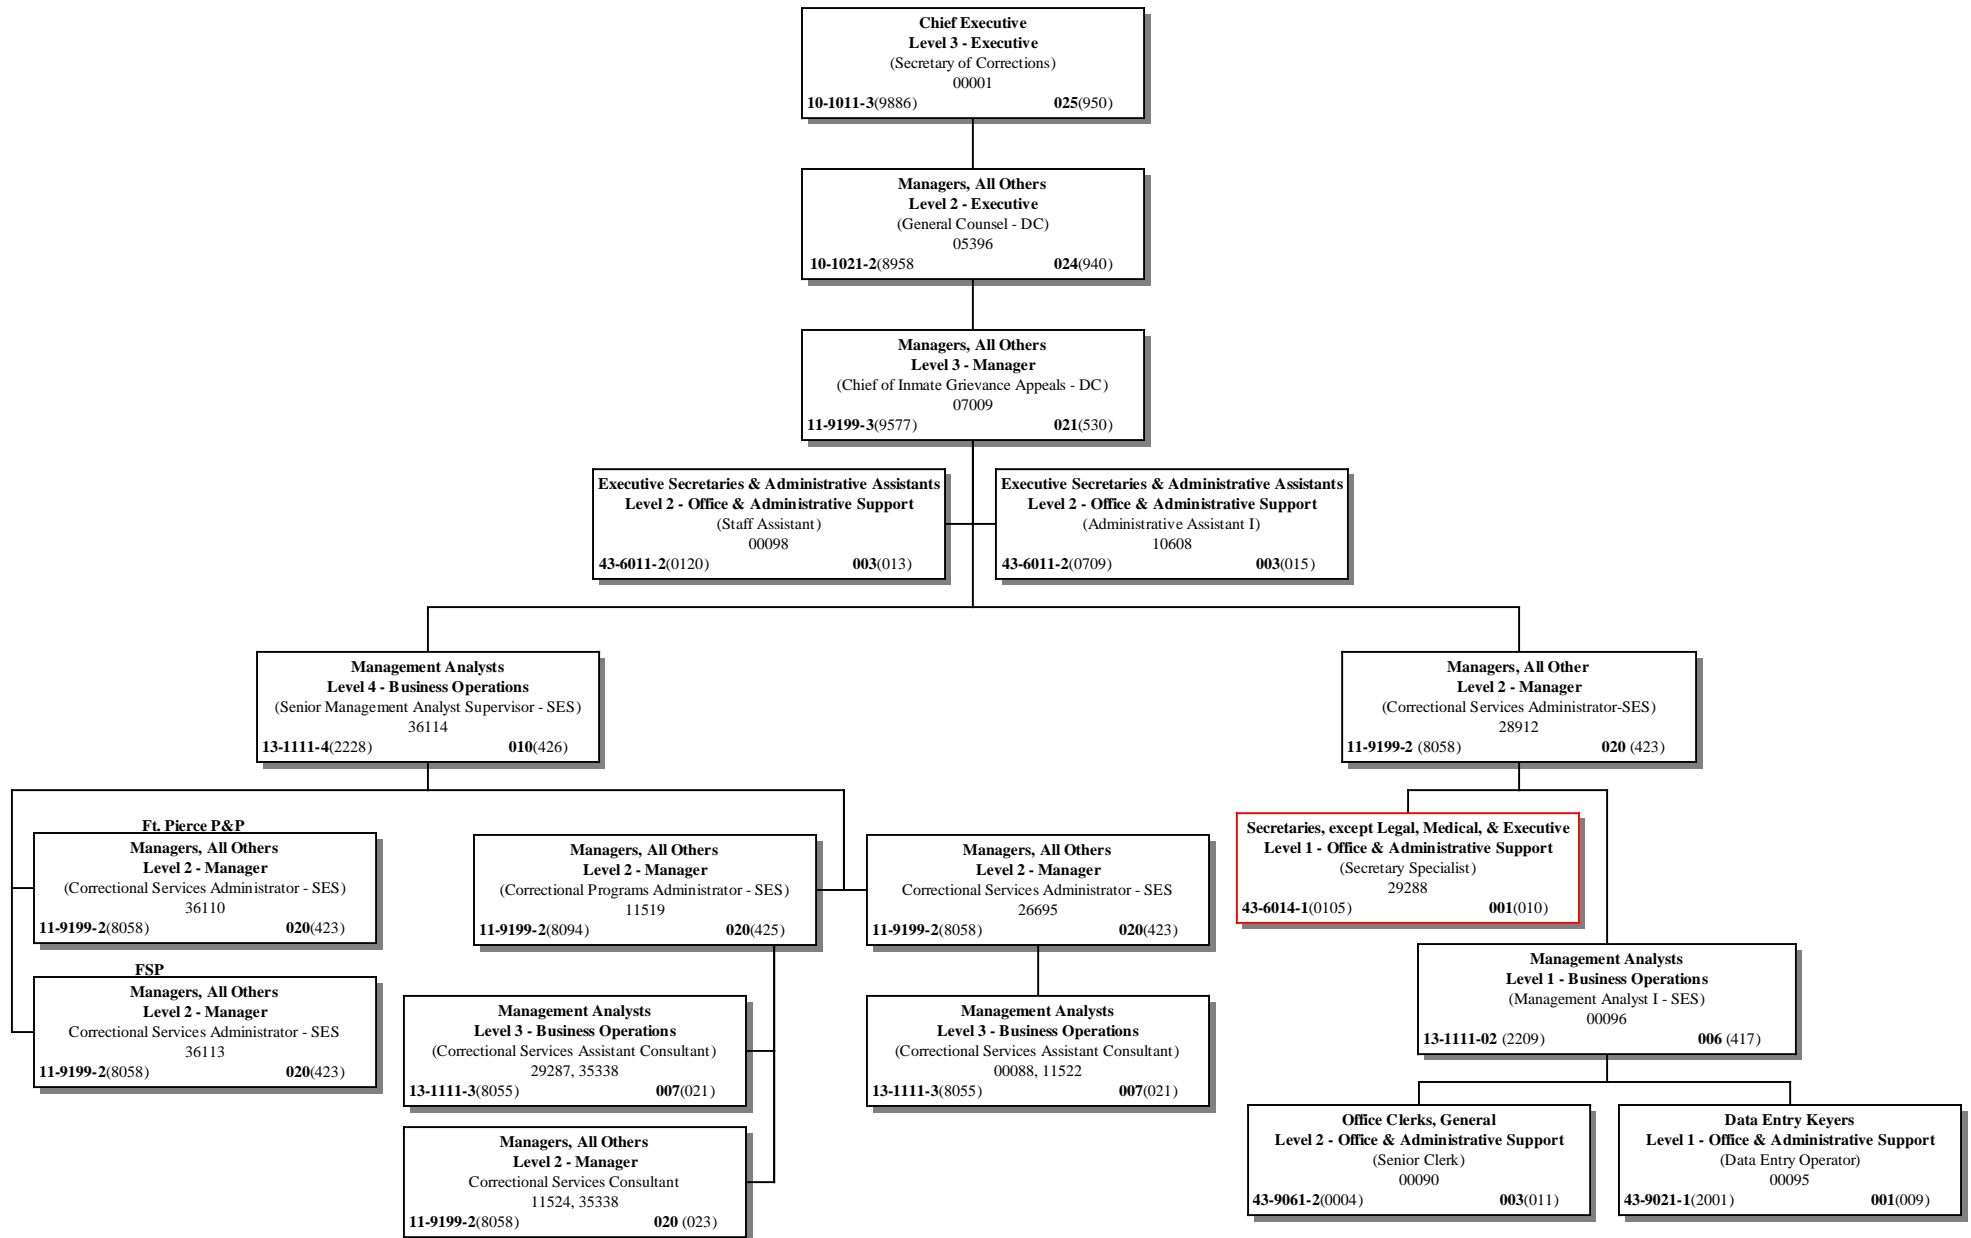 Chief Executive
Level 3 - Executive
(Secretary of Corrections)
00001
10-1011-3(9886) 025(950)
Managers, All Others
Level 2 - Executive
(General Counsel - DC)
05396
10-1021-2(8958 024(940)
Managers, All Others
Level 3 - Manager
(Chief of Inmate Grievance Appeals - DC)
07009
11-9199-3(9577) 021(530)
Executive Secretaries & Administrative Assistants
Level 2 - Office & Administrative Support
(Staff Assistant)
00098
43-6011-2(0120) 003(013)
Executive Secretaries & Administrative Assistants
Level 2 - Office & Administrative Support
(Administrative Assistant I)
10608
43-6011-2(0709) 003(015)
Management Analysts
Level 4 - Business Operations
(Senior Management Analyst Supervisor - SES)
36114
13-1111-4(2228) 010(426)
Managers, All Other
Level 2 - Manager
(Correctional Services Administrator-SES)
28912
11-9199-2 (8058) 020 (423)
Ft. Pierce P&P
Managers, All Others
Level 2 - Manager
(Correctional Services Administrator - SES)
36110
11-9199-2(8058) 020(423)
FSP
Managers, All Others
Level 2 - Manager
Correctional Services Administrator - SES
36113
11-9199-2(8058) 020(423)
Managers, All Others
Level 2 - Manager
(Correctional Programs Administrator - SES)
11519
11-9199-2(8094) 020(425)
Management Analysts
Level 3 - Business Operations
(Correctional Services Assistant Consultant)
29287, 35338
13-1111-3(8055) 007(021)
Managers, All Others
Level 2 - Manager
Correctional Services Consultant
11524, 35338
11-9199-2(8058) 020 (023)
Managers, All Others
Level 2 - Manager
Correctional Services Administrator - SES
26695
11-9199-2(8058) 020(423)
Management Analysts
Level 3 - Business Operations
(Correctional Services Assistant Consultant)
00088, 11522
13-1111-3(8055) 007(021)
Secretaries, except Legal, Medical, & Executive
Level 1 - Office & Administrative Support
(Secretary Specialist)
29288
43-6014-1(0105) 001(010)
Management Analysts
Level 1 - Business Operations
(Management Analyst I - SES)
00096
13-1111-02 (2209) 006 (417)
Office Clerks, General
Level 2 - Office & Administrative Support
(Senior Clerk)
00090
43-9061-2(0004) 003(011)
Data Entry Keyers
Level 1 - Office & Administrative Support
(Data Entry Operator)
00095
43-9021-1(2001) 001(009)